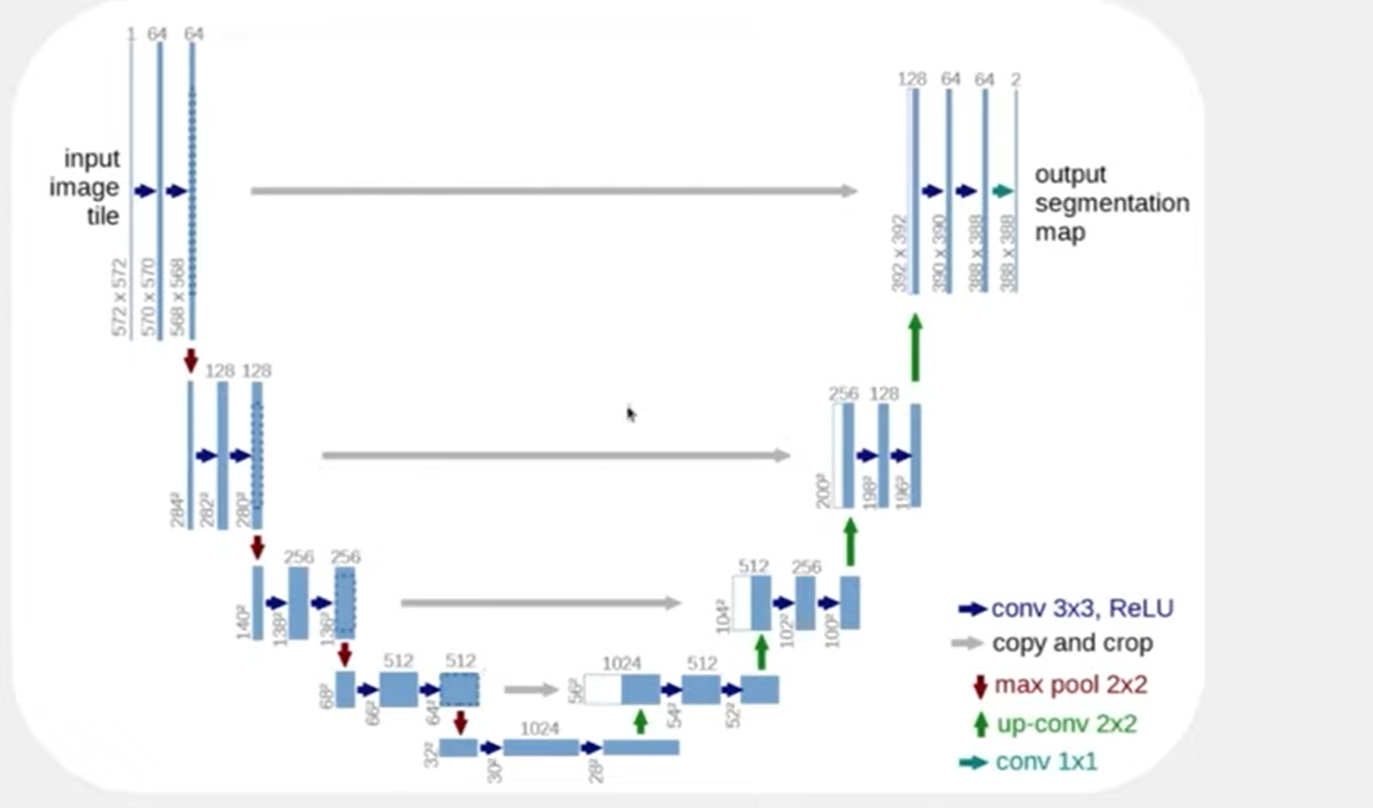 1 64 64
input
image
tile
572 x 572
570 x 570
568 x 568
128 64 64 2
output
segmentation
map
392 x 392
390 x 390
388 x 388
388 x 388
128 128
284²
282²
280²
256 128
200²
198²
196²
256 256
140²
138²
136²
512 256
104²
102²
100²
512 512
68²
66²
64²
1024 512
56²
54²
52²
1024
32²
30²
28²
conv 3x3, ReLU
copy and crop
max pool 2x2
up-conv 2x2
conv 1x1